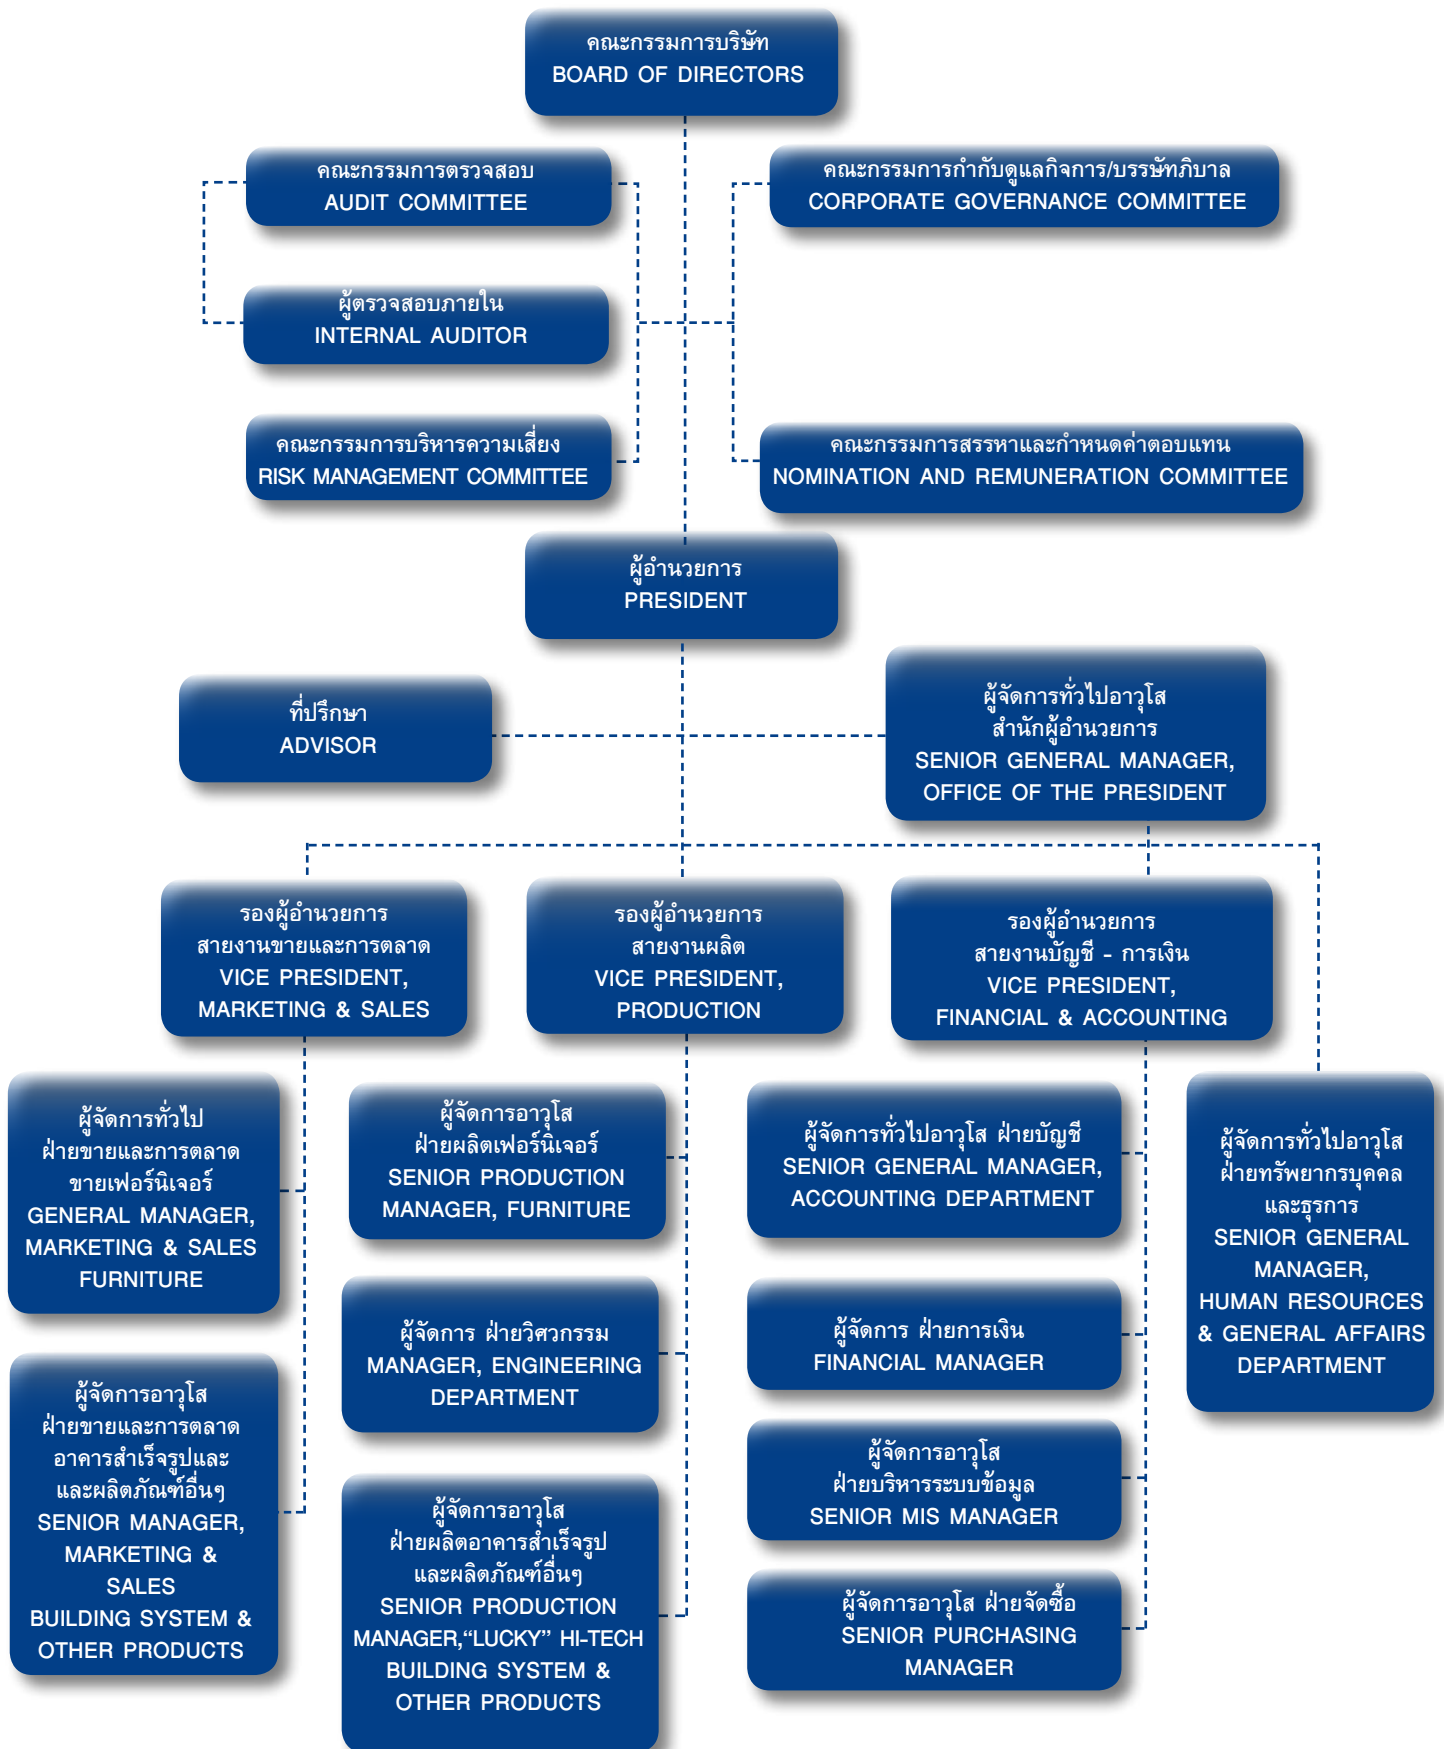 คณะกรรมการบริษัท
BOARD OF DIRECTORS
คณะกรรมการตรวจสอบ
AUDIT COMMITTEE
คณะกรรมการกำกับดูแลกิจการ/บรรษัทภิบาล
CORPORATE GOVERNANCE COMMITTEE
ผู้ตรวจสอบภายใน
INTERNAL AUDITOR
คณะกรรมการบริหารความเสี่ยง
RISK MANAGEMENT COMMITTEE
คณะกรรมการสรรหาและกำหนดค่าตอบแทน
NOMINATION AND REMUNERATION COMMITTEE
ผู้อำนวยการ
PRESIDENT
ที่ปรึกษา
ADVISOR
ผู้จัดการทั่วไปอาวุโส
สำนักผู้อำนวยการ
SENIOR GENERAL MANAGER,
OFFICE OF THE PRESIDENT
รองผู้อำนวยการ
สายงานขายและการตลาด
VICE PRESIDENT,
MARKETING & SALES
รองผู้อำนวยการ
สายงานผลิต
VICE PRESIDENT,
PRODUCTION
รองผู้อำนวยการ
สายงานบัญชี - การเงิน
VICE PRESIDENT,
FINANCIAL & ACCOUNTING
ผู้จัดการทั่วไป
ฝ่ายขายและการตลาด
ขายเฟอร์นิเจอร์
GENERAL MANAGER,
MARKETING & SALES
FURNITURE
ผู้จัดการอาวุโส
ฝ่ายขายและการตลาด
อาคารสำเร็จรูปและ
และผลิตภัณฑ์อื่นๆ
SENIOR MANAGER,
MARKETING &
SALES
BUILDING SYSTEM &
OTHER PRODUCTS
ผู้จัดการอาวุโส
ฝ่ายผลิตเฟอร์นิเจอร์
SENIOR PRODUCTION
MANAGER, FURNITURE
ผู้จัดการ ฝ่ายวิศวกรรม
MANAGER, ENGINEERING
DEPARTMENT
ผู้จัดการอาวุโส
ฝ่ายผลิตอาคารสำเร็จรูป
และผลิตภัณฑ์อื่นๆ
SENIOR PRODUCTION
MANAGER,“LUCKY” HI-TECH
BUILDING SYSTEM &
OTHER PRODUCTS
ผู้จัดการทั่วไปอาวุโส ฝ่ายบัญชี
SENIOR GENERAL MANAGER,
ACCOUNTING DEPARTMENT
ผู้จัดการ ฝ่ายการเงิน
FINANCIAL MANAGER
ผู้จัดการอาวุโส
ฝ่ายบริหารระบบข้อมูล
SENIOR MIS MANAGER
ผู้จัดการอาวุโส ฝ่ายจัดซื้อ
SENIOR PURCHASING
MANAGER
ผู้จัดการทั่วไปอาวุโส
ฝ่ายทรัพยากรบุคคล
และธุรการ
SENIOR GENERAL
MANAGER,
HUMAN RESOURCES
& GENERAL AFFAIRS
DEPARTMENT